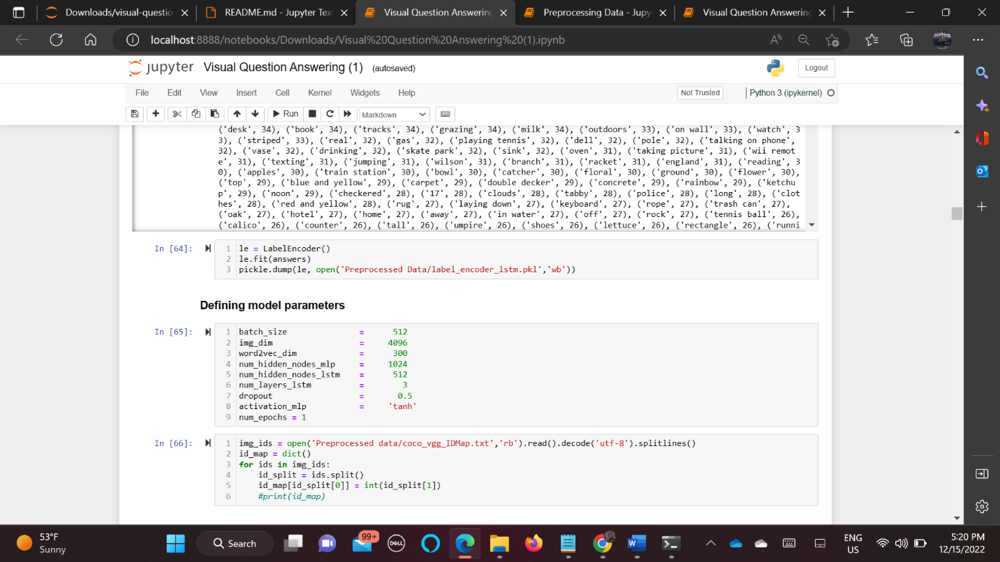 Downloads/visual-questio
README.md - Jupyter Tex
Visual Question Answerin
Preprocessing Data - Jupy
Visual Question Answerin
localhost:8888/notebooks/Downloads/Visual%20Question%20Answering%20(1).ipynb
jupyter Visual Question Answering (1) (autosaved)
Logout
File Edit View Insert Cell Kernel Widgets Help
Not Trusted
Python 3 (ipykernel)
Run
Markdown
('desk', 34), ('book', 34), ('tracks', 34), ('grazing', 34), ('milk', 34), ('outdoors', 33), ('on wall', 33), ('watch', 3
3), ('striped', 33), ('real', 32), ('gas', 32), ('playing tennis', 32), ('dell', 32), ('pole', 32), ('talking on phone',
32), ('vase', 32), ('drinking', 32), ('skate park', 32), ('sink', 32), ('oven', 31), ('taking picture', 31), ('wii remot
e', 31), ('texting', 31), ('jumping', 31), ('wilson', 31), ('branch', 31), ('racket', 31), ('england', 31), ('reading', 3
0), ('apples', 30), ('train station', 30), ('bowl', 30), ('catcher', 30), ('floral', 30), ('ground', 30), ('flower', 30),
('top', 29), ('blue and yellow', 29), ('carpet', 29), ('double decker', 29), ('concrete', 29), ('rainbow', 29), ('ketchu
p', 29), ('noon', 29), ('checkered', 28), ('17', 28), ('clouds', 28), ('tabby', 28), ('police', 28), ('long', 28), ('clot
hes', 28), ('red and yellow', 28), ('rug', 27), ('laying down', 27), ('keyboard', 27), ('rope', 27), ('trash can', 27),
('oak', 27), ('hotel', 27), ('home', 27), ('away', 27), ('in water', 27), ('off', 27), ('rock', 27), ('tennis ball', 26),
('calico', 26), ('counter', 26), ('tall', 26), ('umpire', 26), ('shoes', 26), ('lettuce', 26), ('rectangle', 26), ('runni
In [64]:
1 le = LabelEncoder()
2 le.fit(answers)
3 pickle.dump(le, open('Preprocessed Data/label_encoder_lstm.pkl','wb'))
Defining model parameters
In [65]:
1 batch_size = 512
2 img_dim = 4096
3 word2vec_dim = 300
4 num_hidden_nodes_mlp = 1024
5 num_hidden_nodes_lstm = 512
6 num_layers_lstm = 3
7 dropout = 0.5
8 activation_mlp = 'tanh'
9 num_epochs = 1
In [66]:
1 img_ids = open('Preprocessed data/coco_vgg_IDMap.txt','rb').read().decode('utf-8').splitlines()
2 id_map = dict()
3 for ids in img_ids:
4 id_split = ids.split()
5 id_map[id_split[0]] = int(id_split[1])
6 #print(id_map)
53°F
Sunny
Search
99+
DELL
ENG
US
5:20 PM
12/15/2022